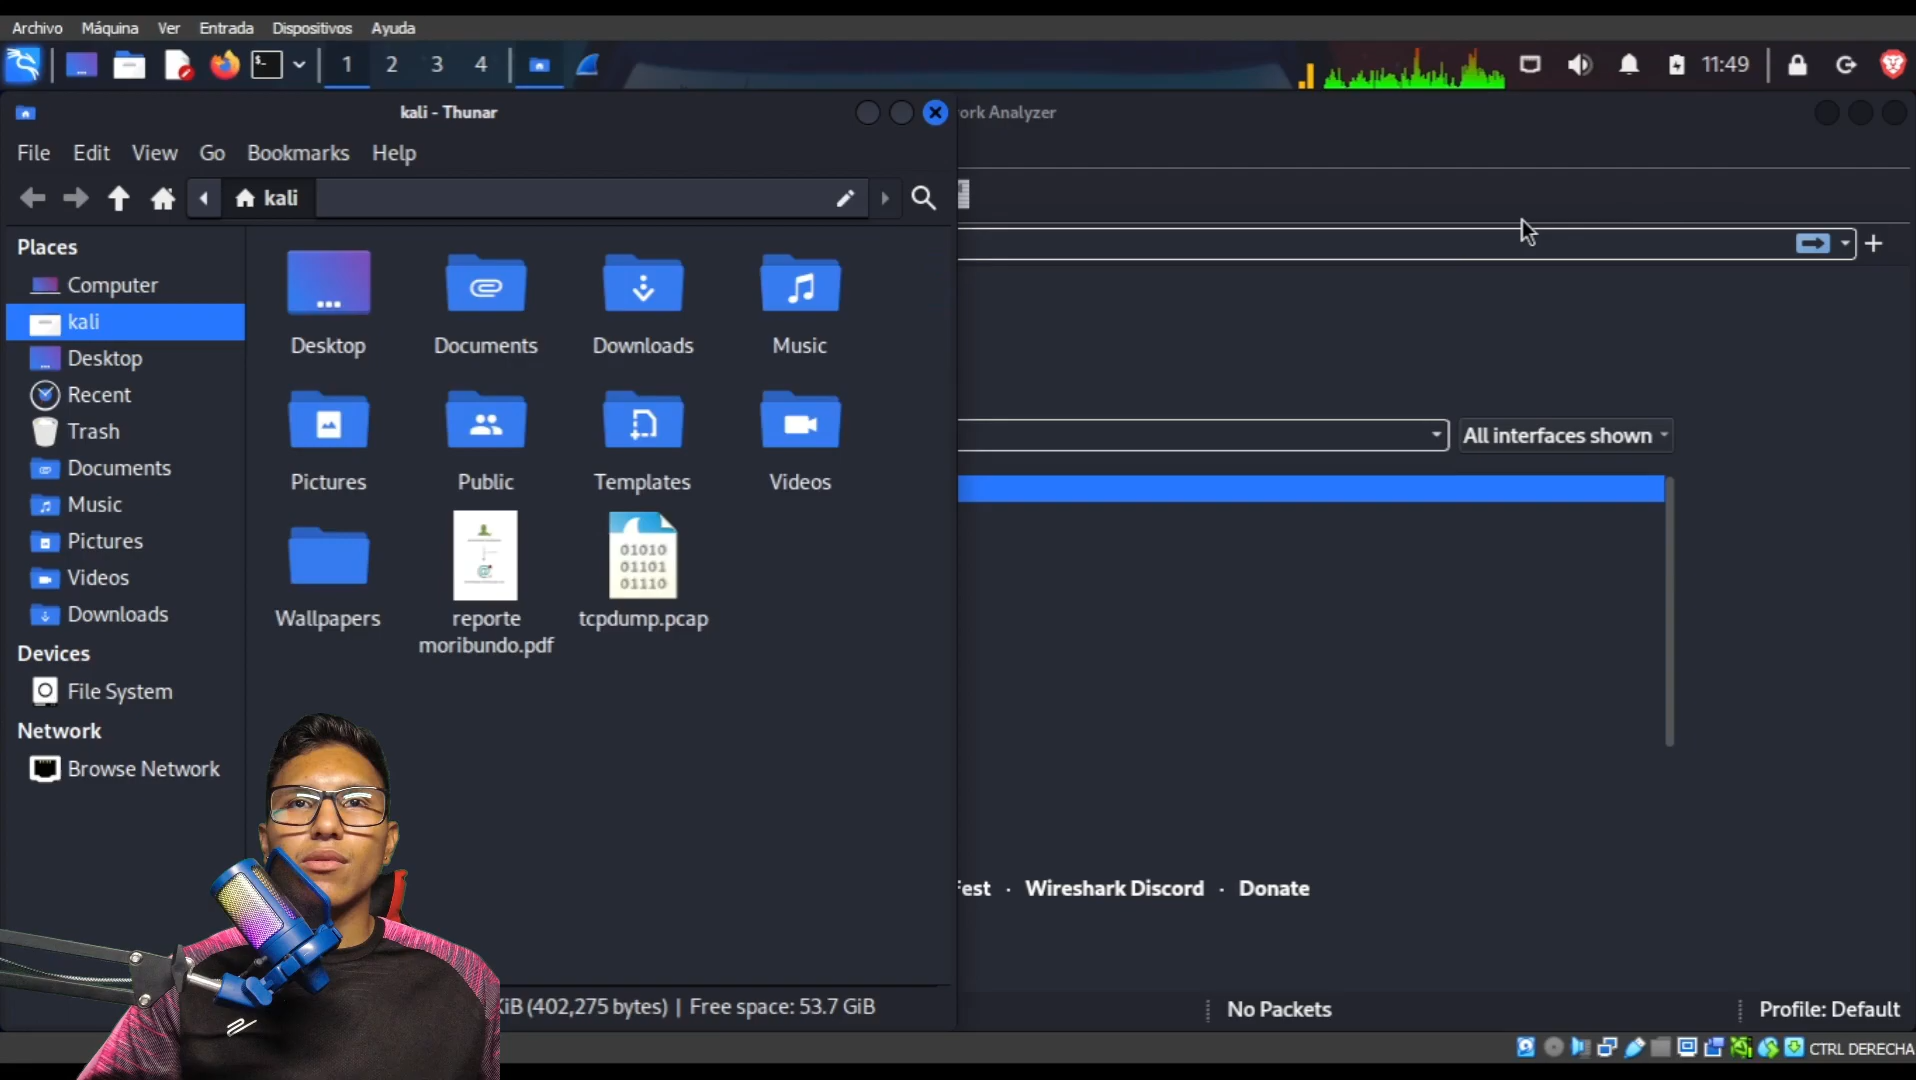 Archivo Máquina Ver Entrada Dispositivos Ayuda
1 2 3 4 11:49
kali - Thunar
ork Analyzer
File Edit View Go Bookmarks Help
kali
Places
Computer
kali
Desktop
Recent
Trash
Documents
Music
Pictures
Videos
Downloads
Devices
File System
Network
Browse Network
Desktop Documents Downloads Music
Pictures Public Templates Videos
Wallpapers reporte moribundo.pdf tcpdump.pcap
01010
01101
01110
All interfaces shown
Fest · Wireshark Discord · Donate
KiB (402,275 bytes) | Free space: 53.7 GiB
No Packets
Profile: Default
CTRL DERECHA